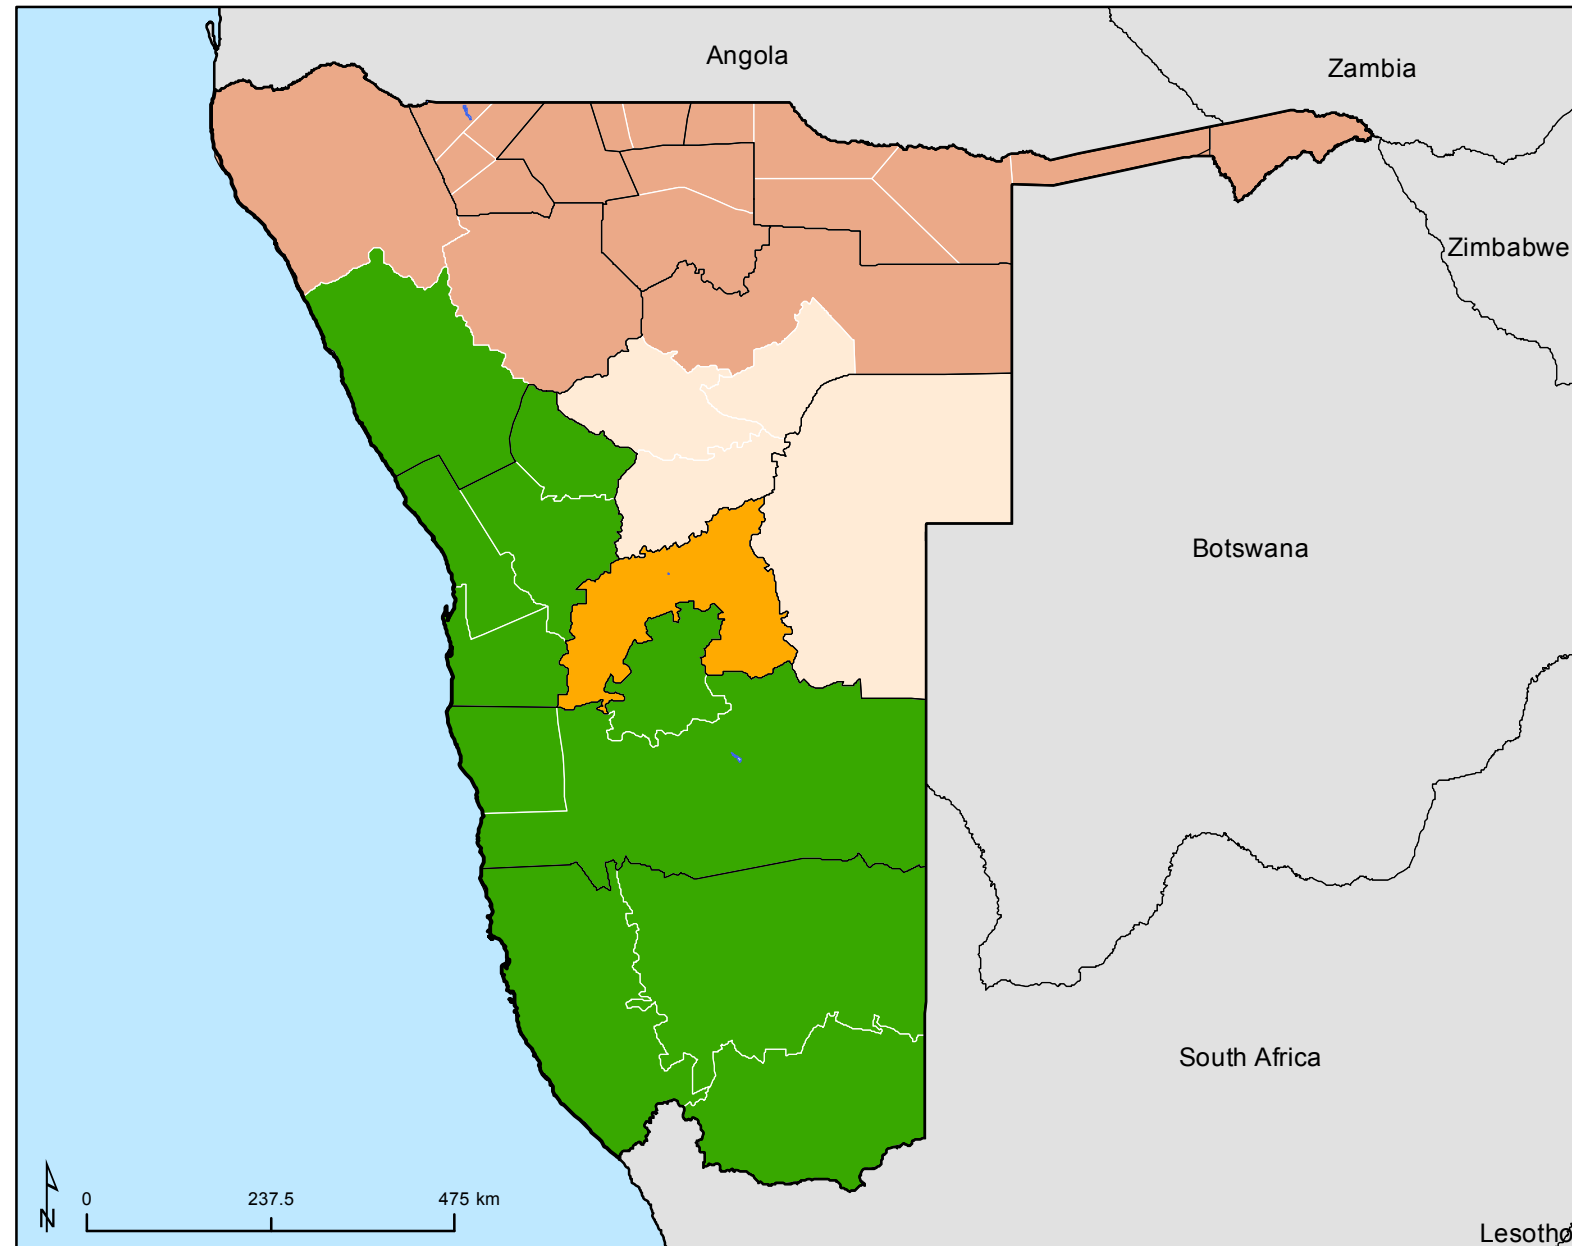 Angola
Zambia
Zimbabwe
Botswana
South Africa
0 237.5 475 km
N
Lesotho